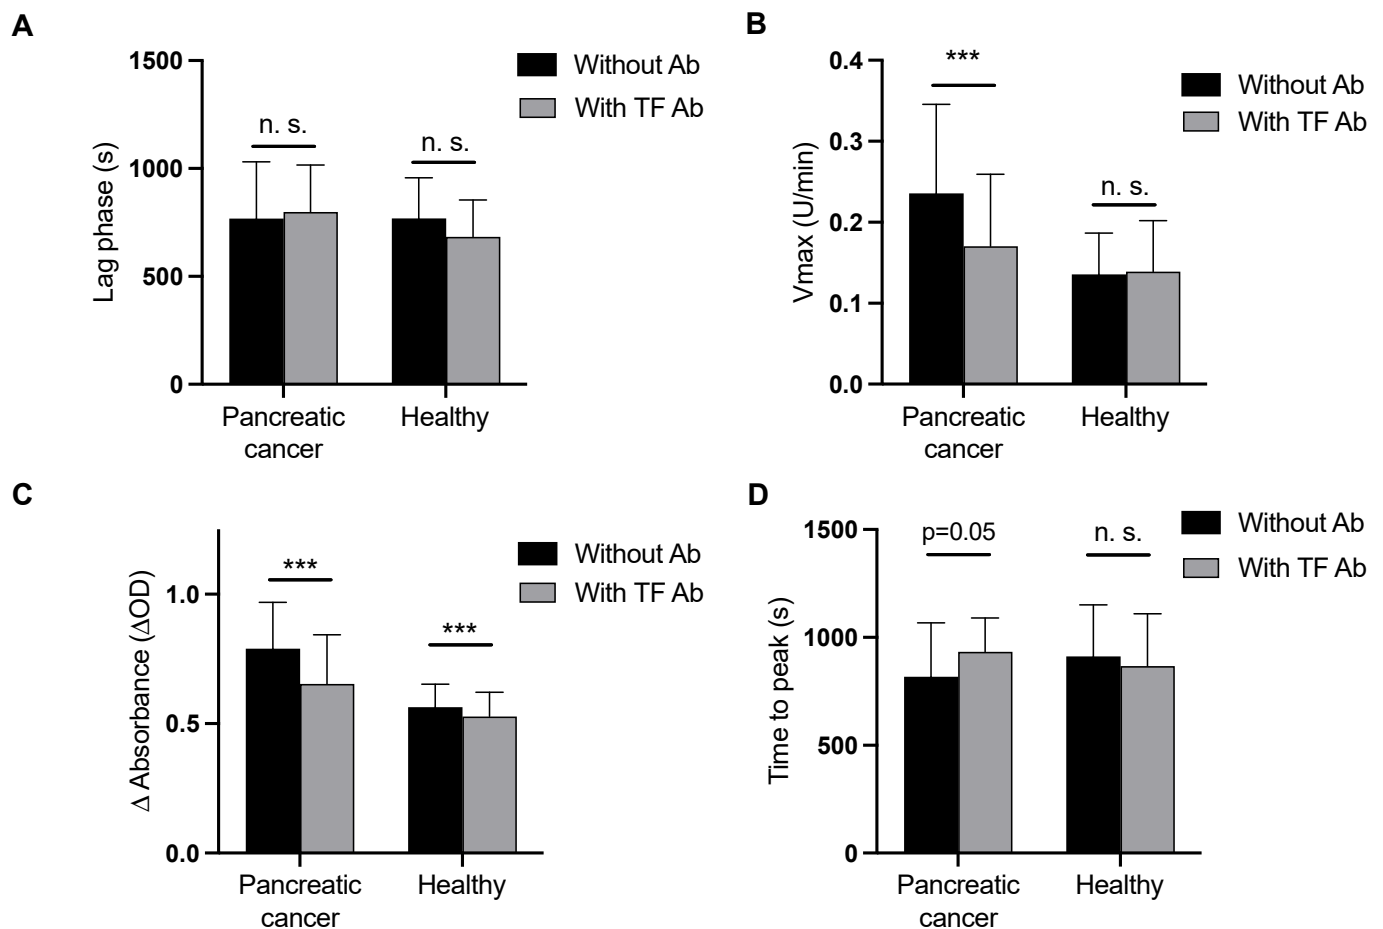 A
1500
1000
500
0
Lag phase (s)
n. s.
n. s.
Without Ab
With TF Ab
Pancreatic
cancer
Healthy
B
0.4
0.3
0.2
0.1
0.0
Vmax (U/min)
***
n. s.
Without Ab
With TF Ab
Pancreatic
cancer
Healthy
C
1.0
0.5
0.0
Δ Absorbance (ΔOD)
***
***
Without Ab
With TF Ab
Pancreatic
cancer
Healthy
D
1500
1000
500
0
Time to peak (s)
p=0.05
n. s.
Without Ab
With TF Ab
Pancreatic
cancer
Healthy